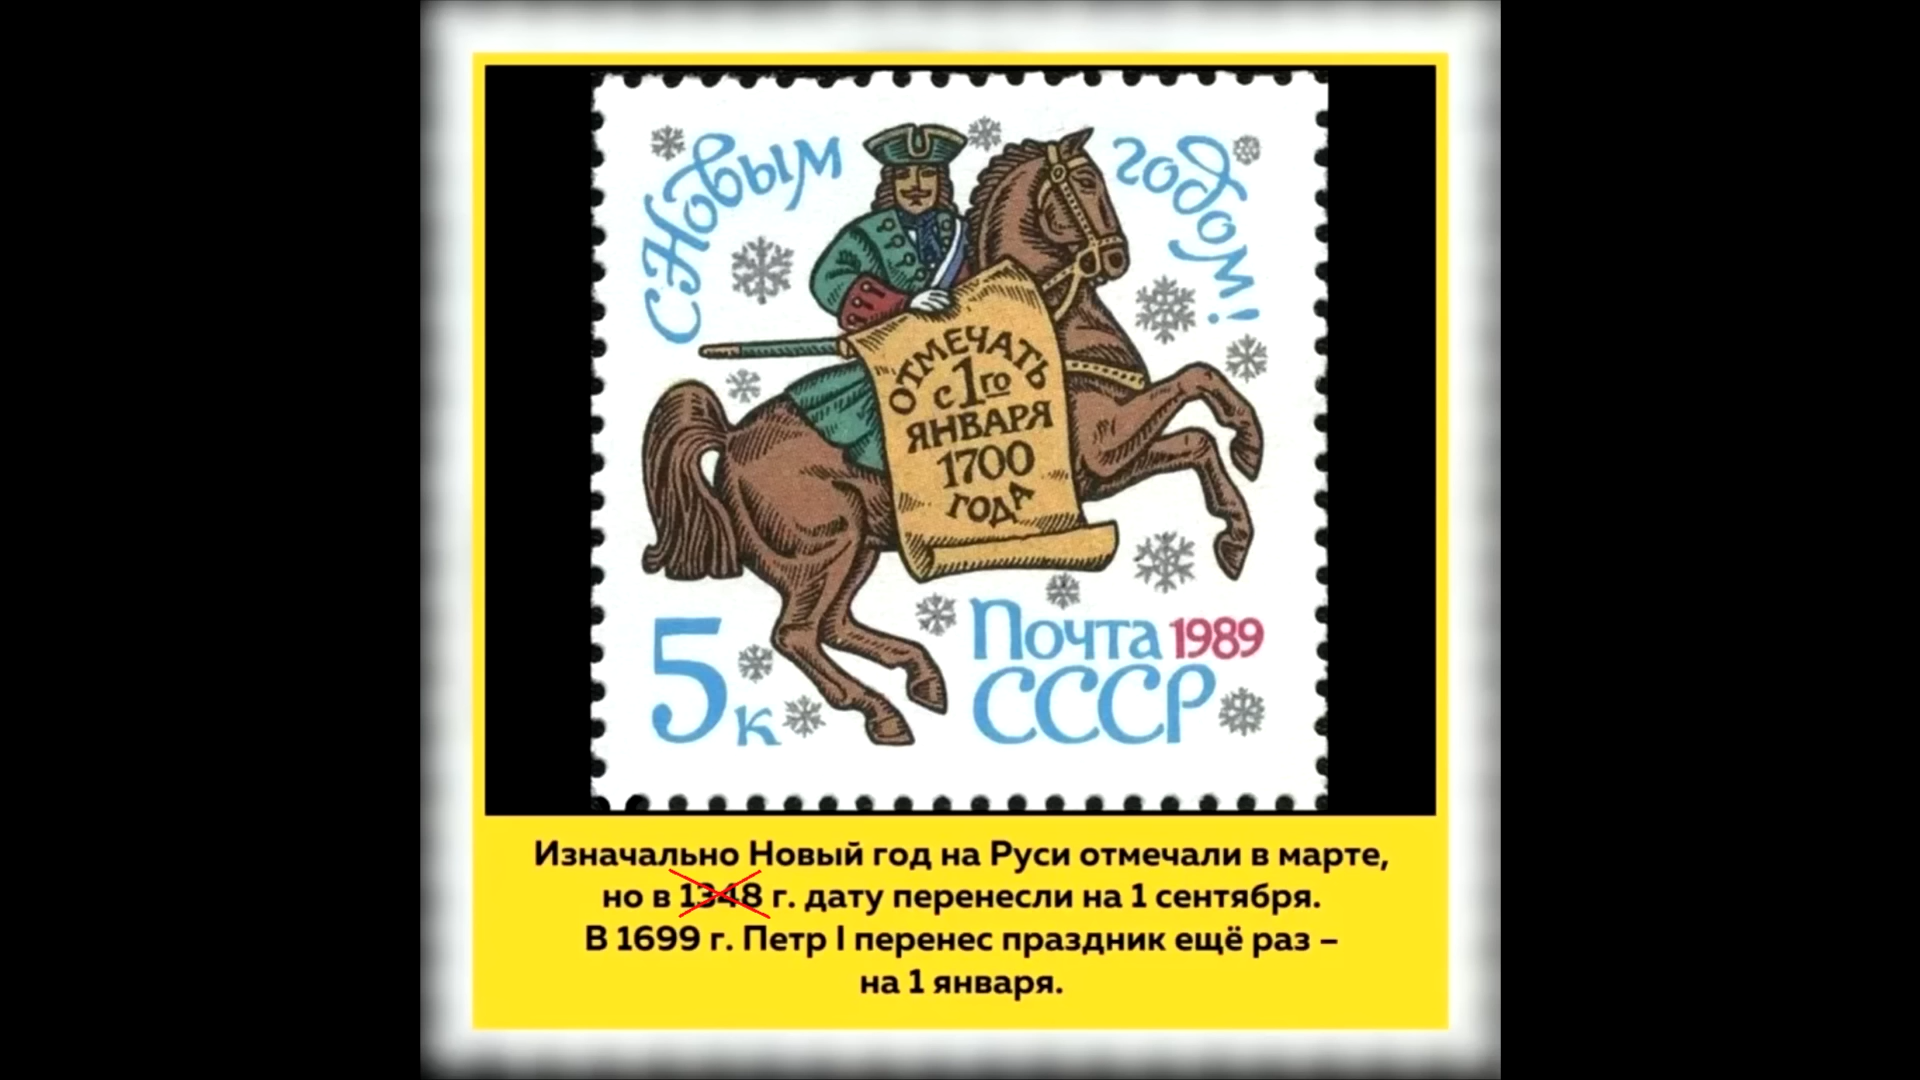 С Новым годом!
ОТМЕЧАТЬ
с 1го
ЯНВАРЯ
1700
ГОДА
5к
Почта 1989
СССР
Изначально Новый год на Руси отмечали в марте,
но в 1348 г. дату перенесли на 1 сентября.
В 1699 г. Петр I перенес праздник ещё раз –
на 1 января.